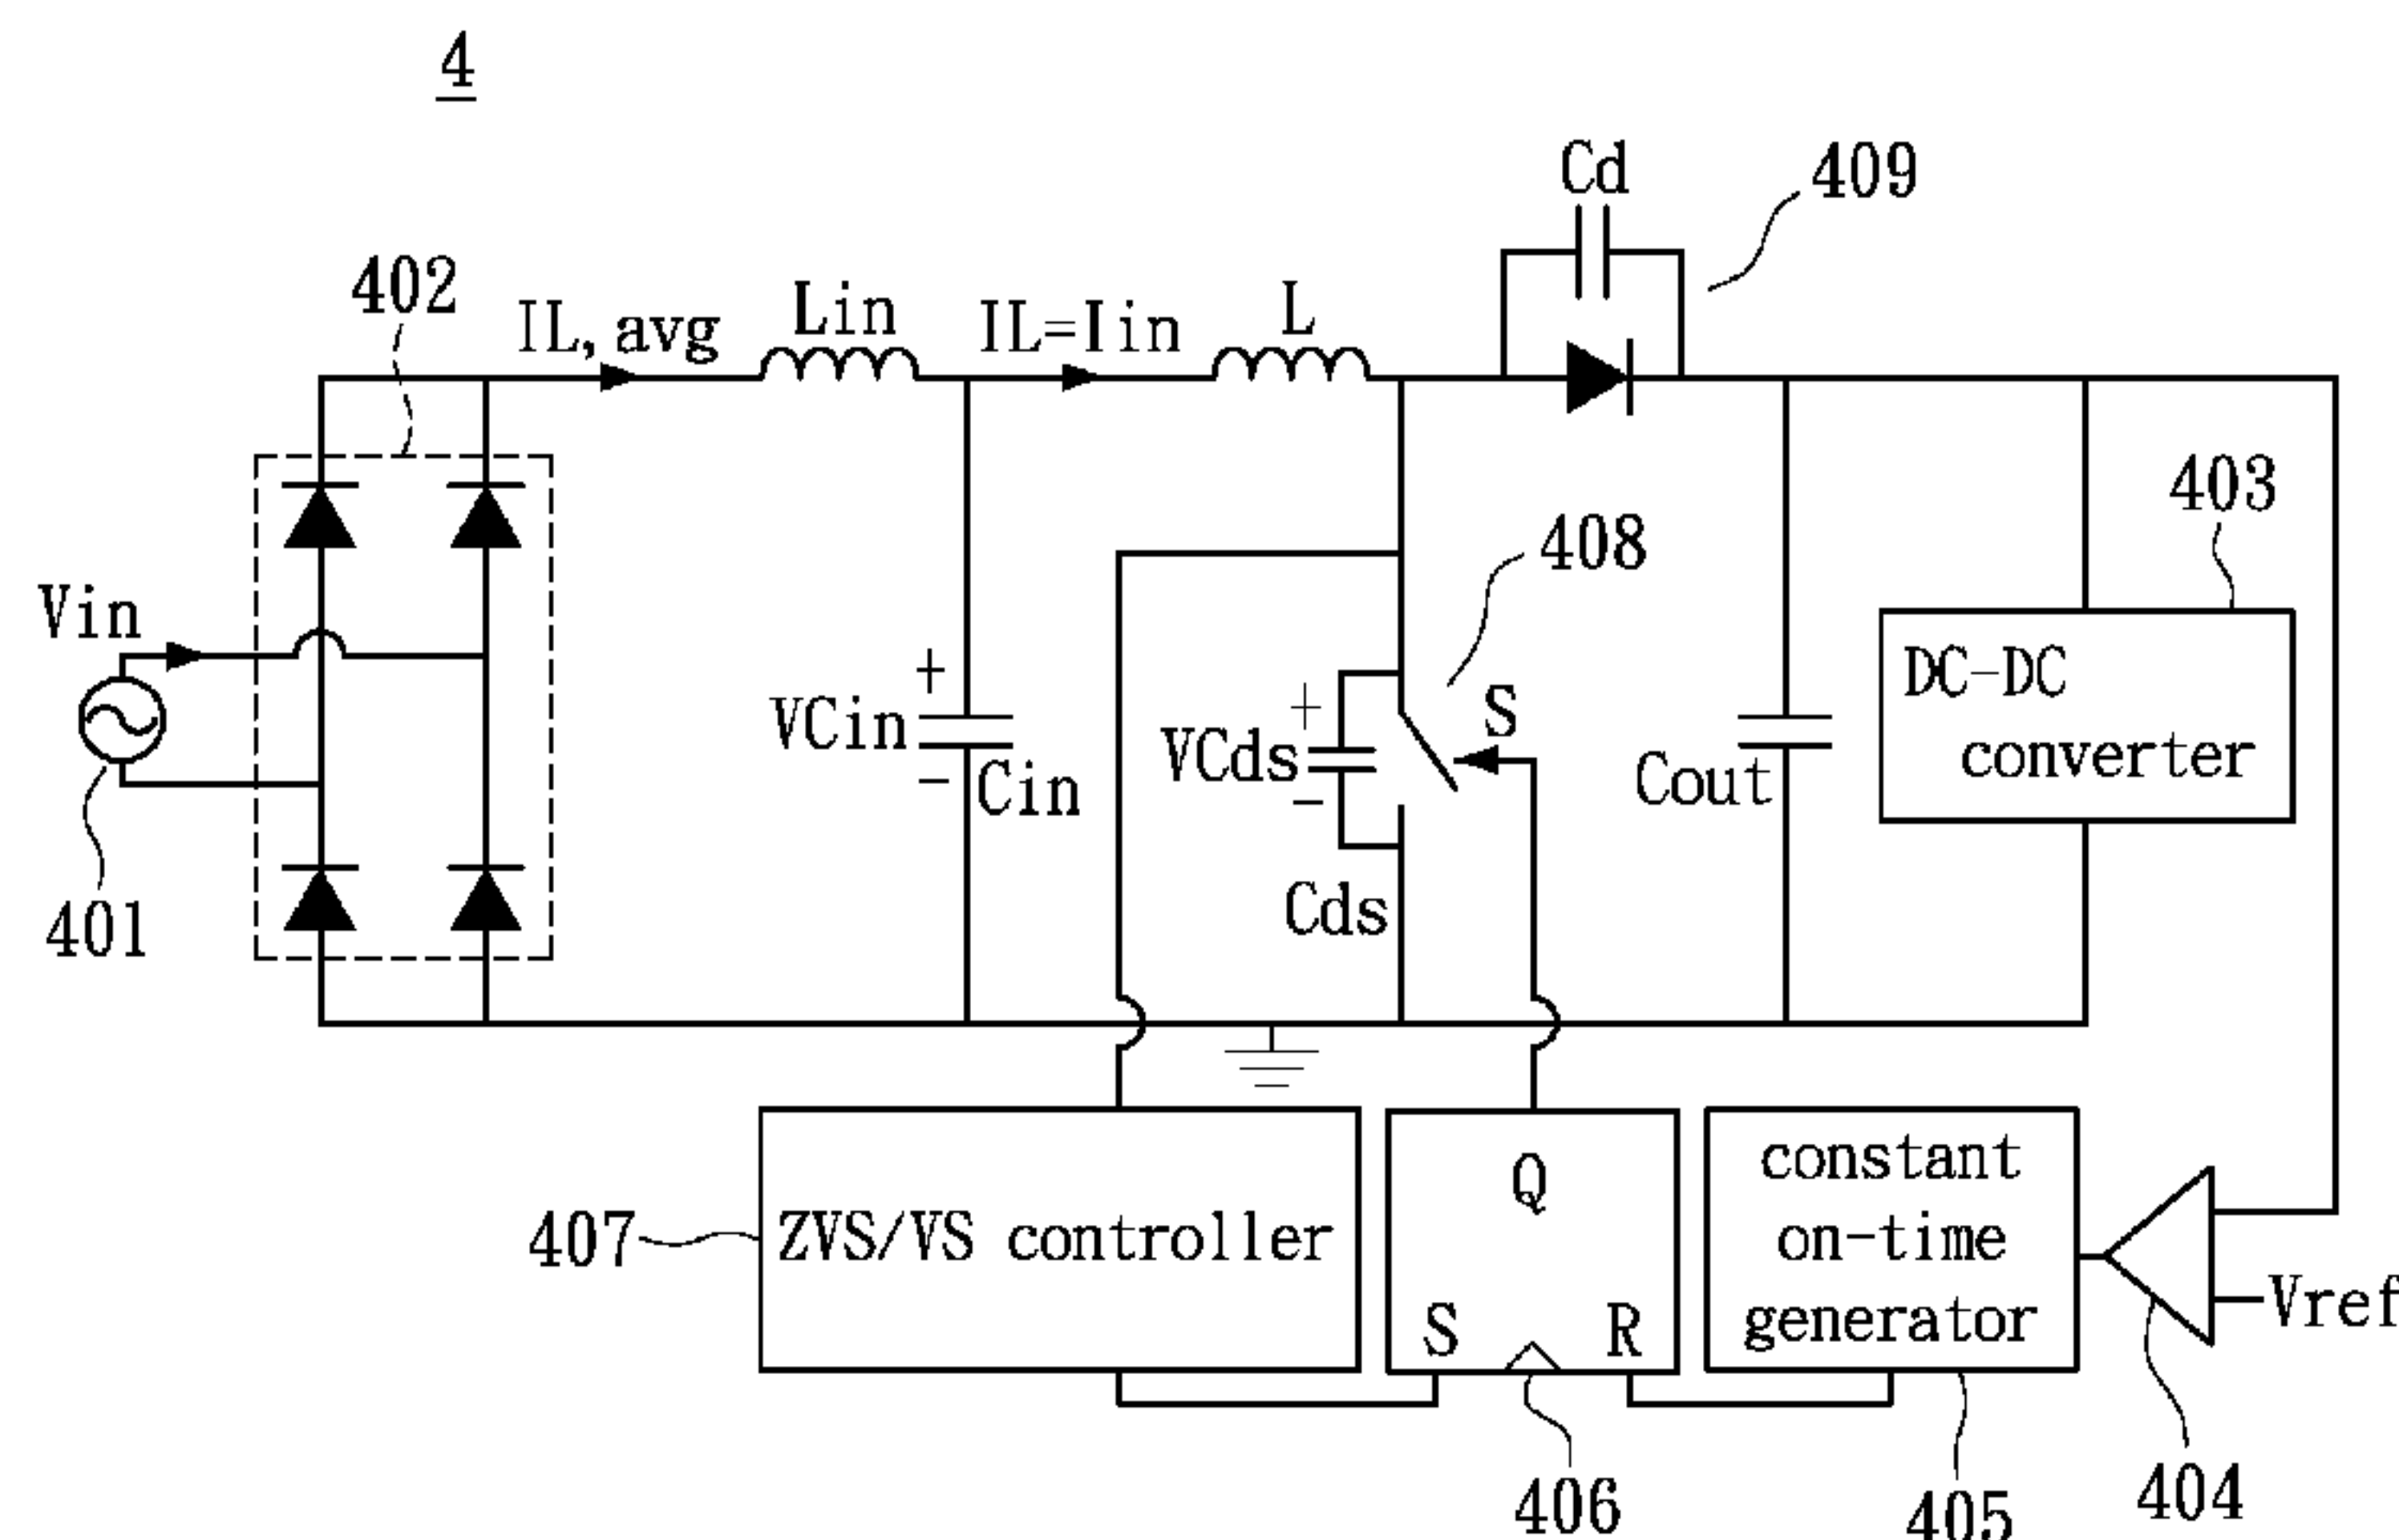 4
Cd
409
402
IL, avg
Lin
IL=Iin
L
403
408
Vin
DC-DC
converter
S
+
VCin
-
Cin
+
VCds
-
Cout
Cds
401
407
ZVS/VS controller
Q
S
R
constant
on-time
generator
Vref
406
405
404